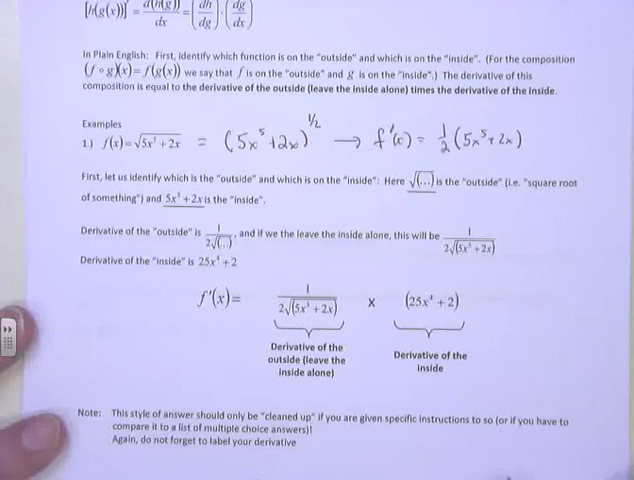 [h(g(x))]' = d(h(g))/dx = (dh/dg) · (dg/dx)
In Plain English: First, identify which function is on the "outside" and which is on the "inside". (For the composition
(f ∘ g)(x) = f(g(x)) we say that f is on the "outside" and g is on the "inside".) The derivative of this
composition is equal to the derivative of the outside (leave the inside alone) times the derivative of the inside.
Examples
1.) f(x) = √(5x⁵ + 2x) = (5x⁵ + 2x)^(1/2) → f'(x) = 1/2 (5x⁵ + 2x)
First, let us identify which is the "outside" and which is on the "inside": Here √(...) is the "outside" (i.e. "square root
of something") and 5x⁵ + 2x is the "inside".
Derivative of the "outside" is 1/(2√(...)), and if we the leave the inside alone, this will be 1/(2√(5x⁵ + 2x))
Derivative of the "inside" is 25x⁴ + 2
f'(x) = 1/(2√(5x⁵ + 2x)) x (25x⁴ + 2)
Derivative of the
outside (leave the
inside alone)
Derivative of the
inside
Note: This style of answer should only be "cleaned up" if you are given specific instructions to so (or if you have to
compare it to a list of multiple choice answers)!
Again, do not forget to label your derivative